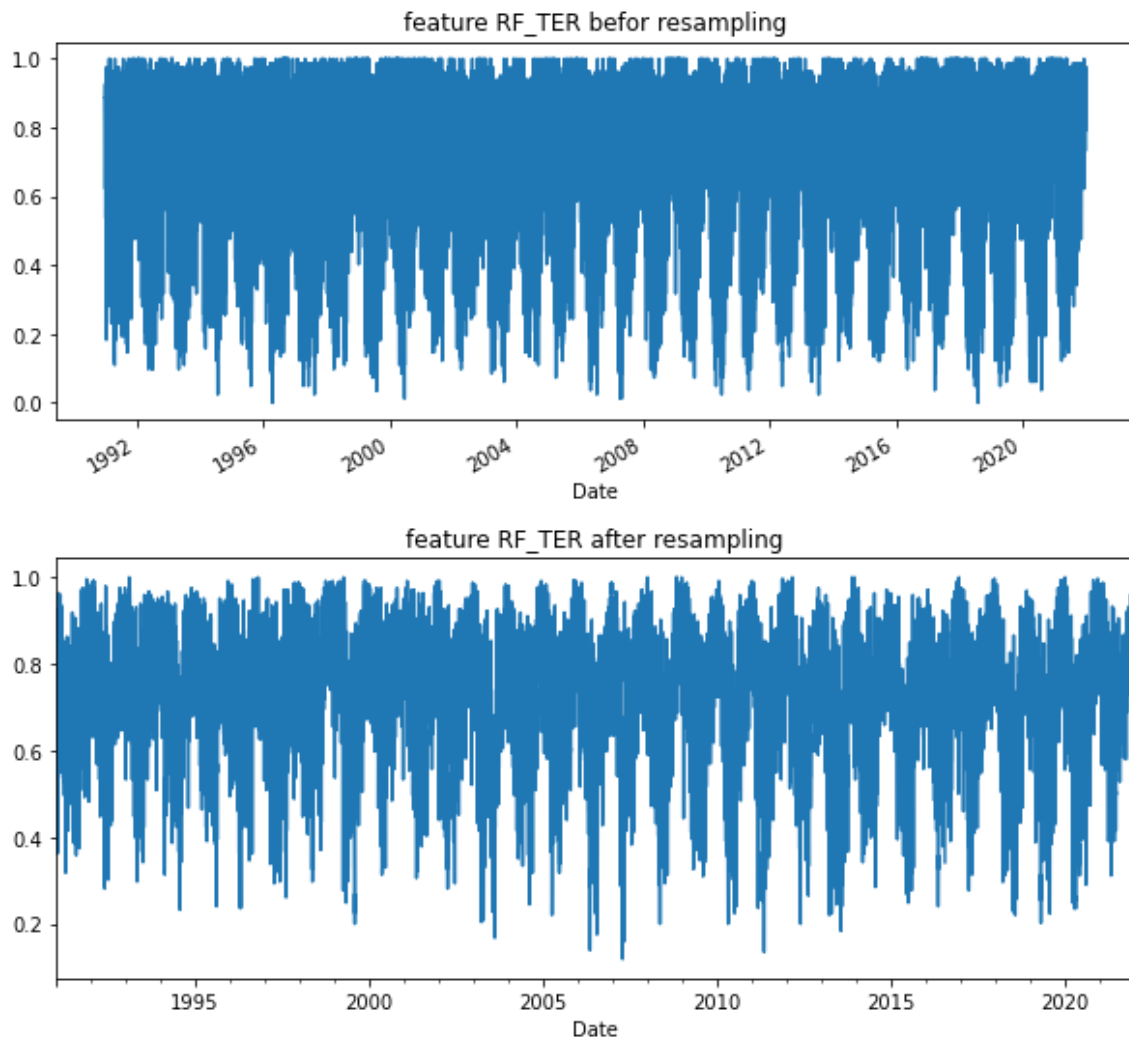 feature RF_TER befor resampling
1.0
0.8
0.6
0.4
0.2
0.0
1992 1996 2000 2004 2008 2012 2016 2020
Date
feature RF_TER after resampling
1.0
0.8
0.6
0.4
0.2
1995 2000 2005 2010 2015 2020
Date